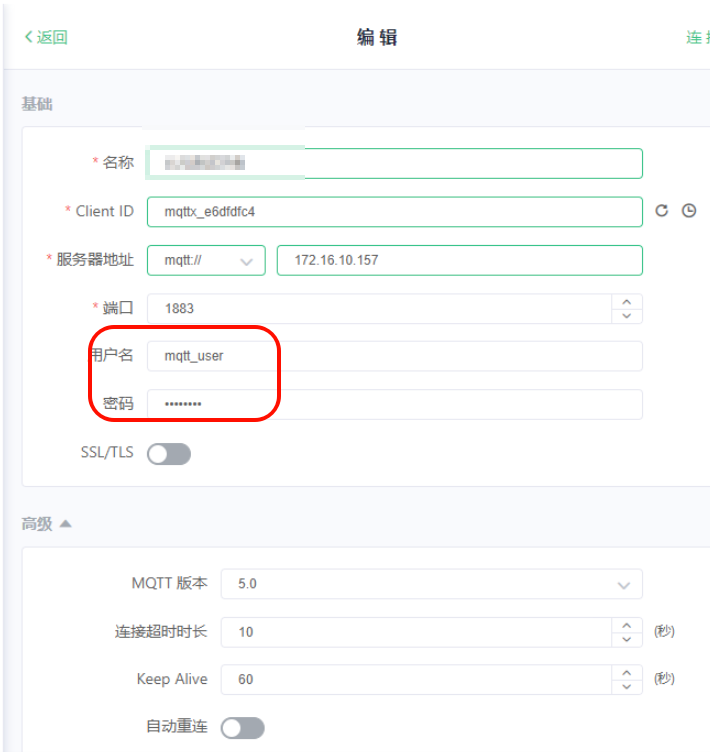 返回 编 辑 连
基础
* 名称
* Client ID mqttx_e6dfdfc4
* 服务器地址 mqtt:// 172.16.10.157
* 端口 1883
用户名 mqtt_user
密码 ••••••••
SSL/TLS
高级
MQTT 版本 5.0
连接超时时长 10 (秒)
Keep Alive 60 (秒)
自动重连